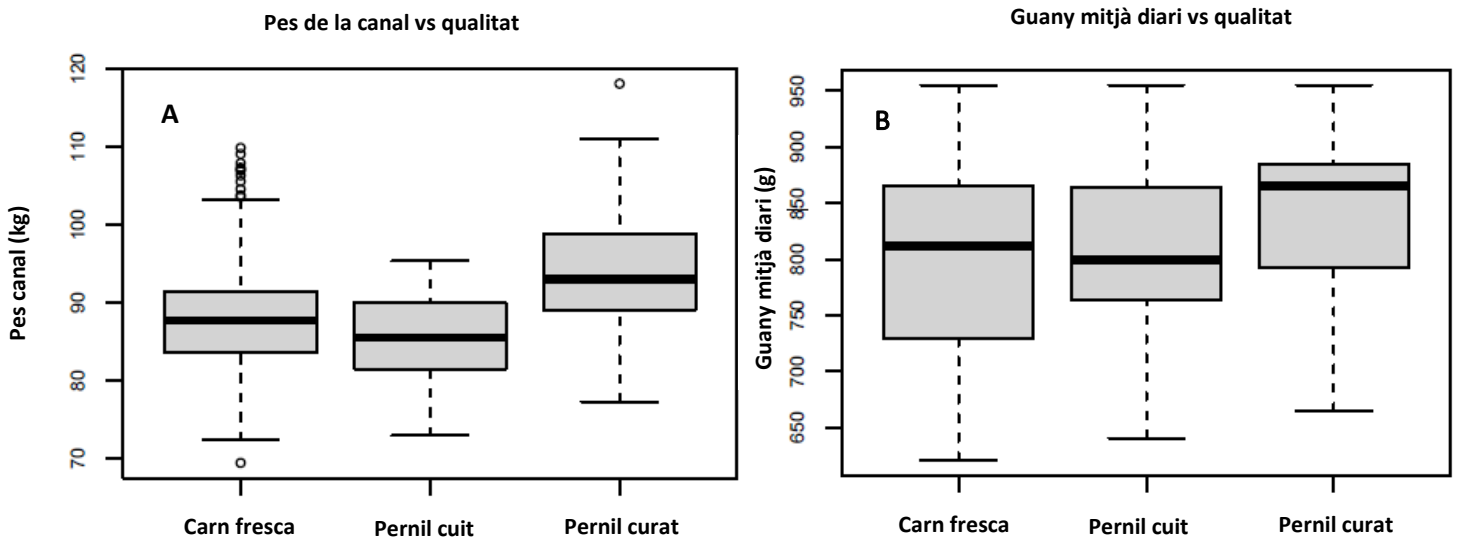 Pes de la canal vs qualitat
A
Pes canal (kg)
120
110
100
90
80
70
Carn fresca
Pernil cuit
Pernil curat
Guany mitjà diari vs qualitat
B
Guany mitjà diari (g)
950
900
850
800
750
700
650
Carn fresca
Pernil cuit
Pernil curat